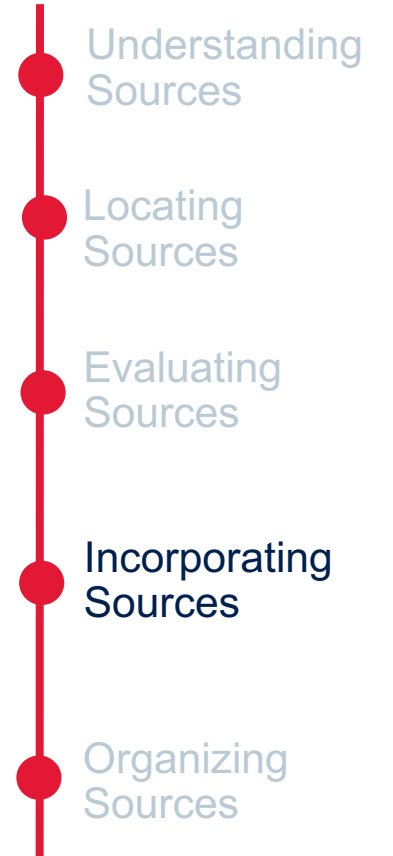 Understanding
Sources
Locating
Sources
Evaluating
Sources
Incorporating
Sources
Organizing
Sources